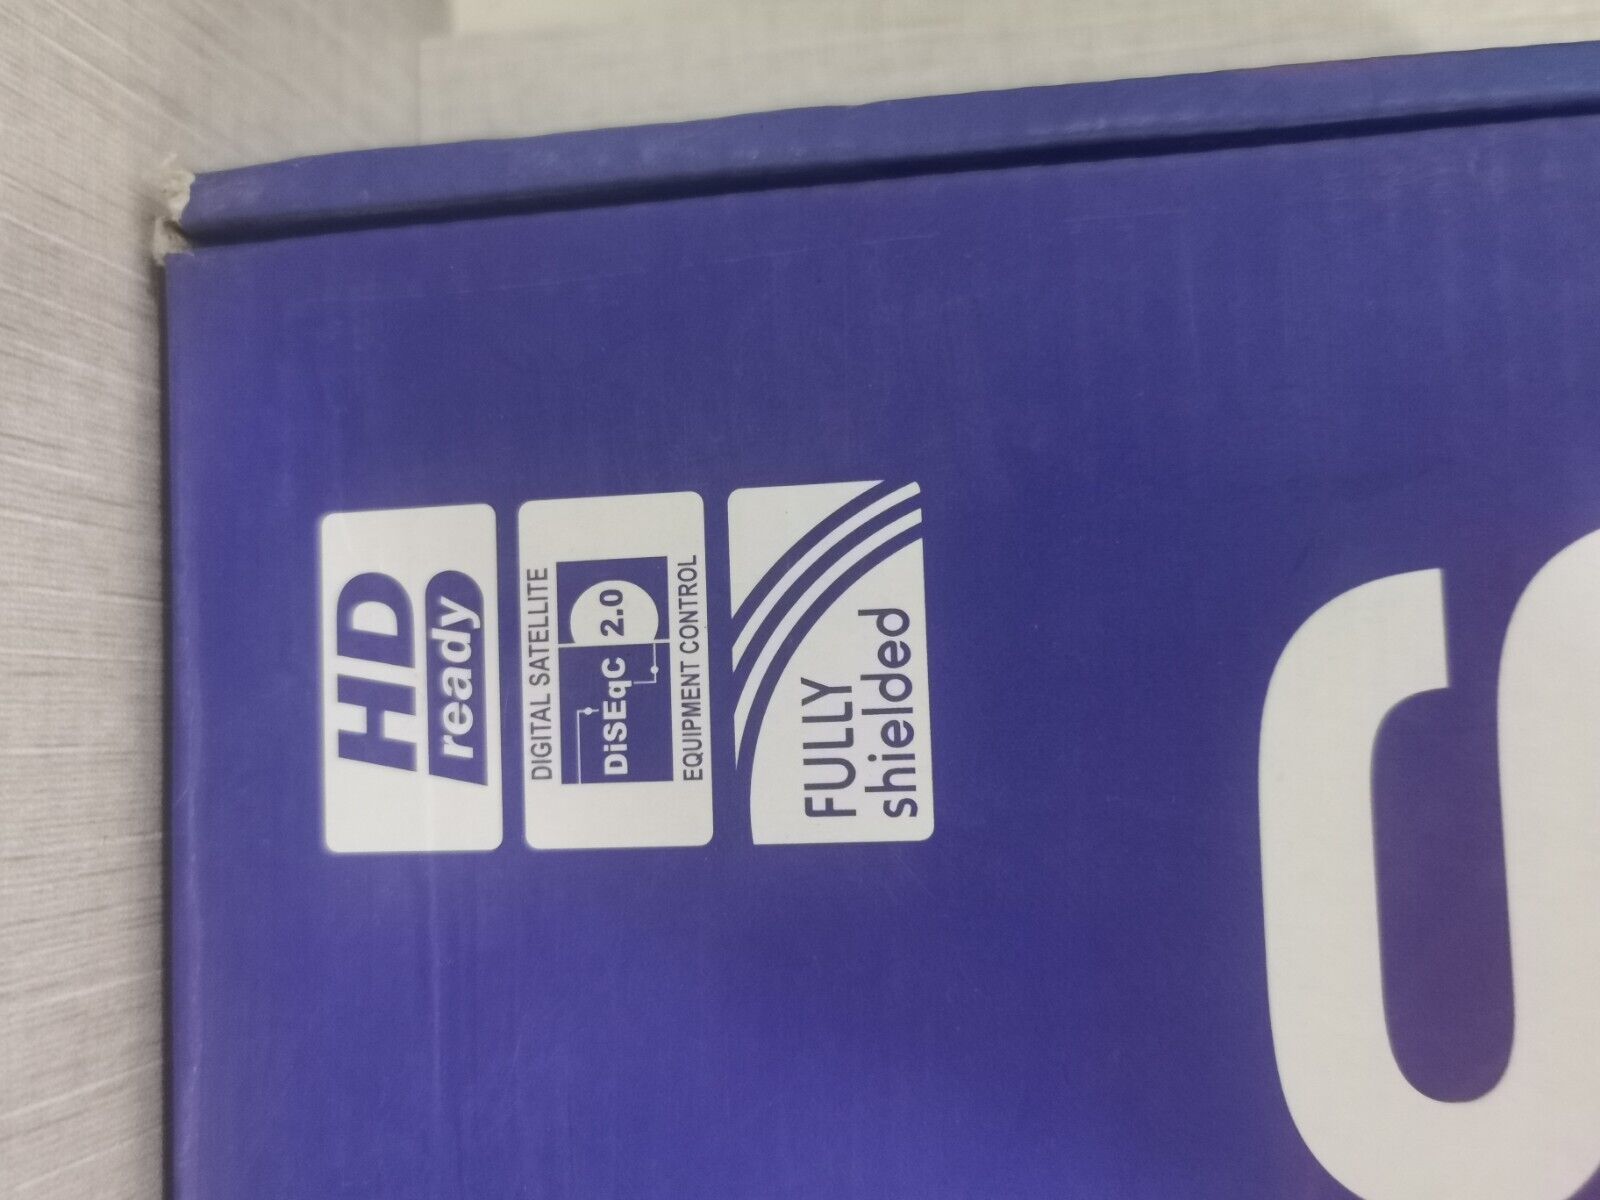 HD
ready
DIGITAL SATELLITE
DiSEqC 2.0
EQUIPMENT CONTROL
FULLY
shielded